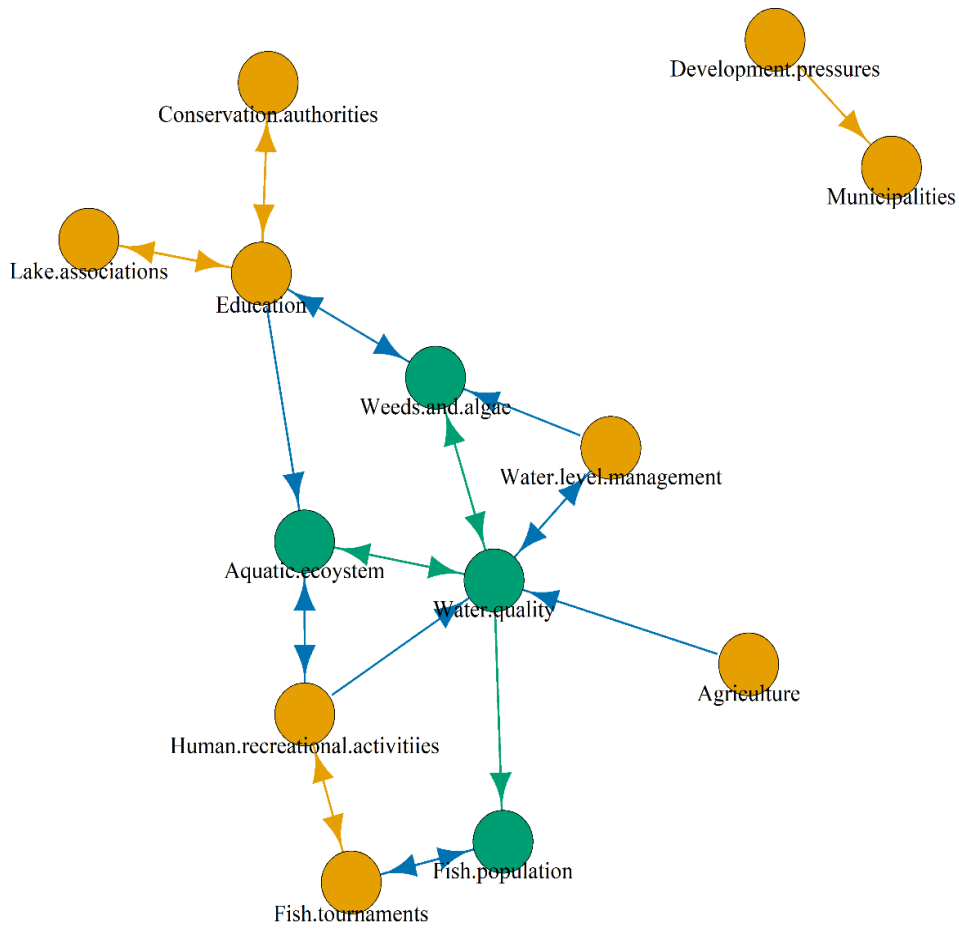 Development.pressures
Conservation.authorities
Municipalities
Lake.associations
Education
Weeds.and.algae
Water.level.management
Aquatic.ecoystem
Water.quality
Agriculture
Human.recreational.activitiies
Fish.population
Fish.tournaments